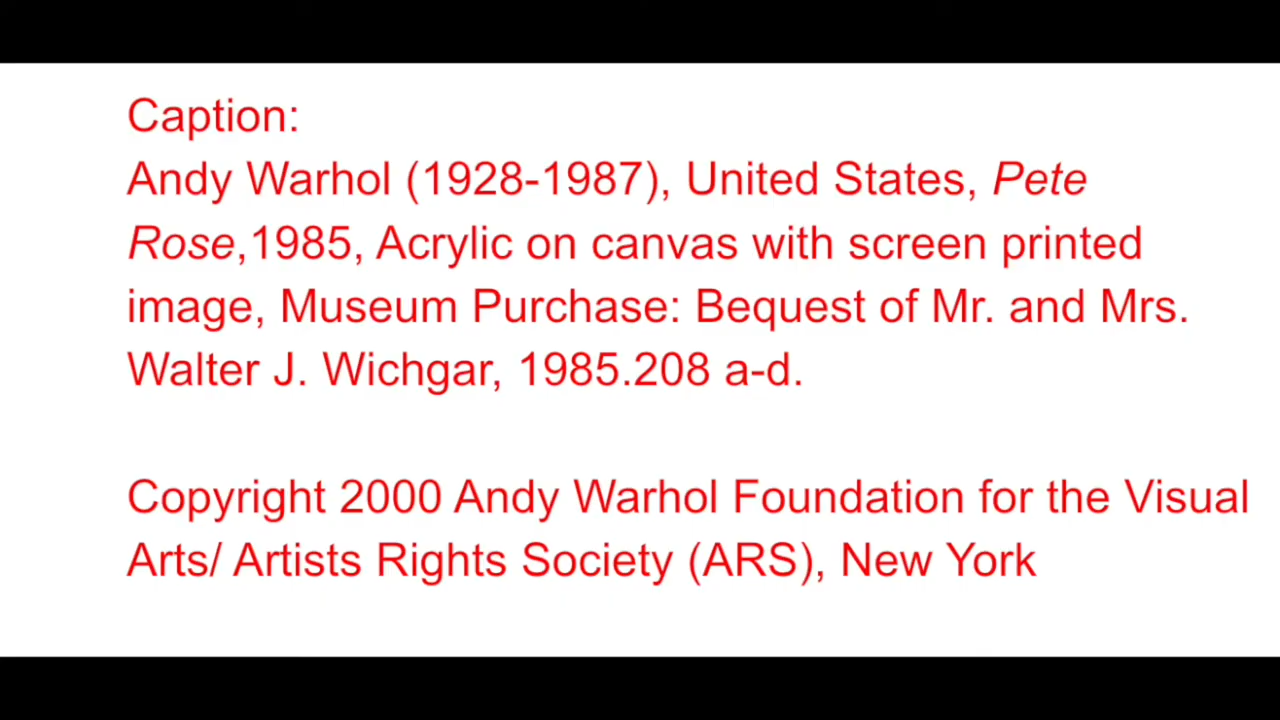 Caption:
Andy Warhol (1928-1987), United States, Pete
Rose,1985, Acrylic on canvas with screen printed
image, Museum Purchase: Bequest of Mr. and Mrs.
Walter J. Wichgar, 1985.208 a-d.
Copyright 2000 Andy Warhol Foundation for the Visual
Arts/ Artists Rights Society (ARS), New York